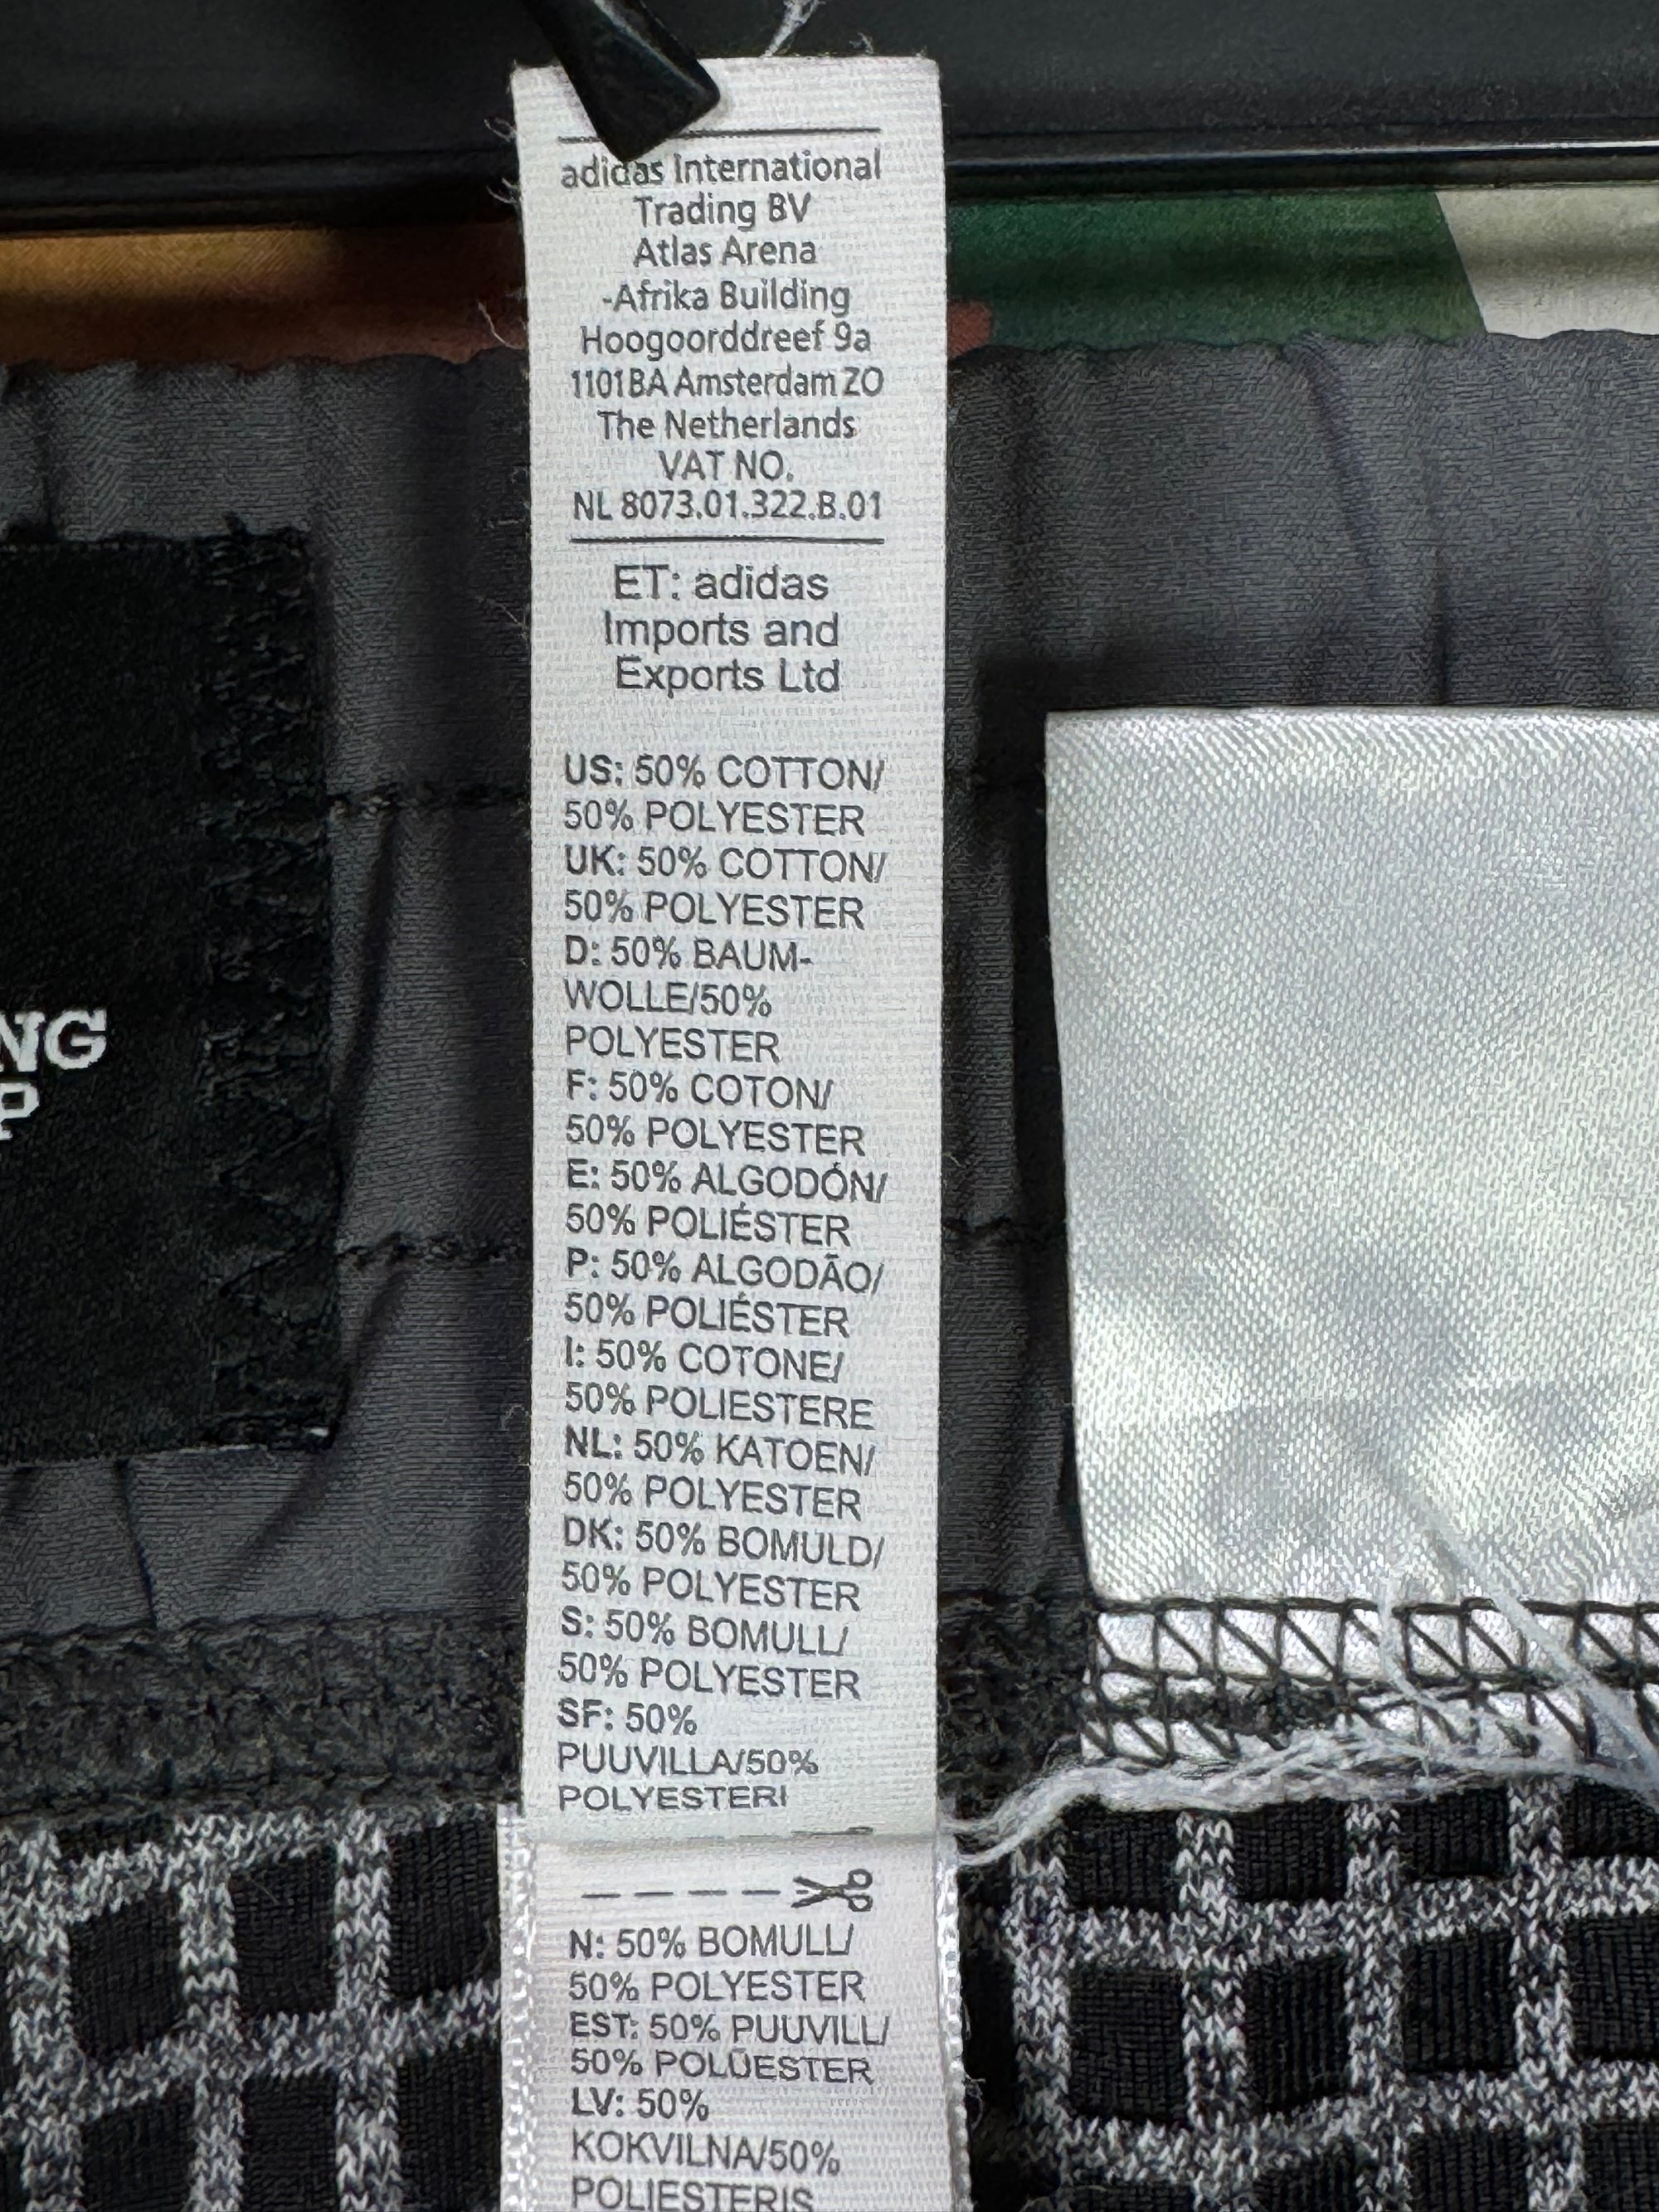 adidas International
Trading BV
Atlas Arena
-Afrika Building
Hoogoorddreef 9a
1101BA Amsterdam ZO
The Netherlands
VAT NO.
NL 8073.01.322.B.01
ET: adidas
Imports and
Exports Ltd
US: 50% COTTON/
50% POLYESTER
UK: 50% COTTON/
50% POLYESTER
D: 50% BAUM-
WOLLE/50%
POLYESTER
F: 50% COTON/
50% POLYESTER
E: 50% ALGODÓN/
50% POLIÉSTER
P: 50% ALGODÃO/
50% POLIÉSTER
I: 50% COTONE/
50% POLIESTERE
NL: 50% KATOEN/
50% POLYESTER
DK: 50% BOMULD/
50% POLYESTER
S: 50% BOMULL/
50% POLYESTER
SF: 50%
PUUVILLA/50%
POLYESTERI
N: 50% BOMULL/
50% POLYESTER
EST: 50% PUUVILL/
50% POLÜESTER
LV: 50%
KOKVILNA/50%
POLIESTERIS
NG
P